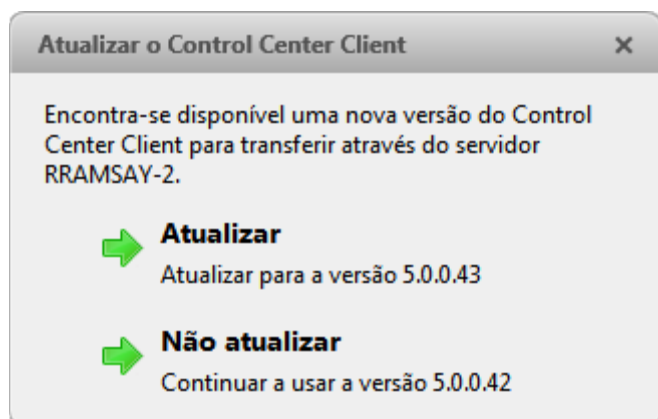 Atualizar o Control Center Client
Encontra-se disponível uma nova versão do Control
Center Client para transferir através do servidor
RRAMSAY-2.
Atualizar
Atualizar para a versão 5.0.0.43
Não atualizar
Continuar a usar a versão 5.0.0.42